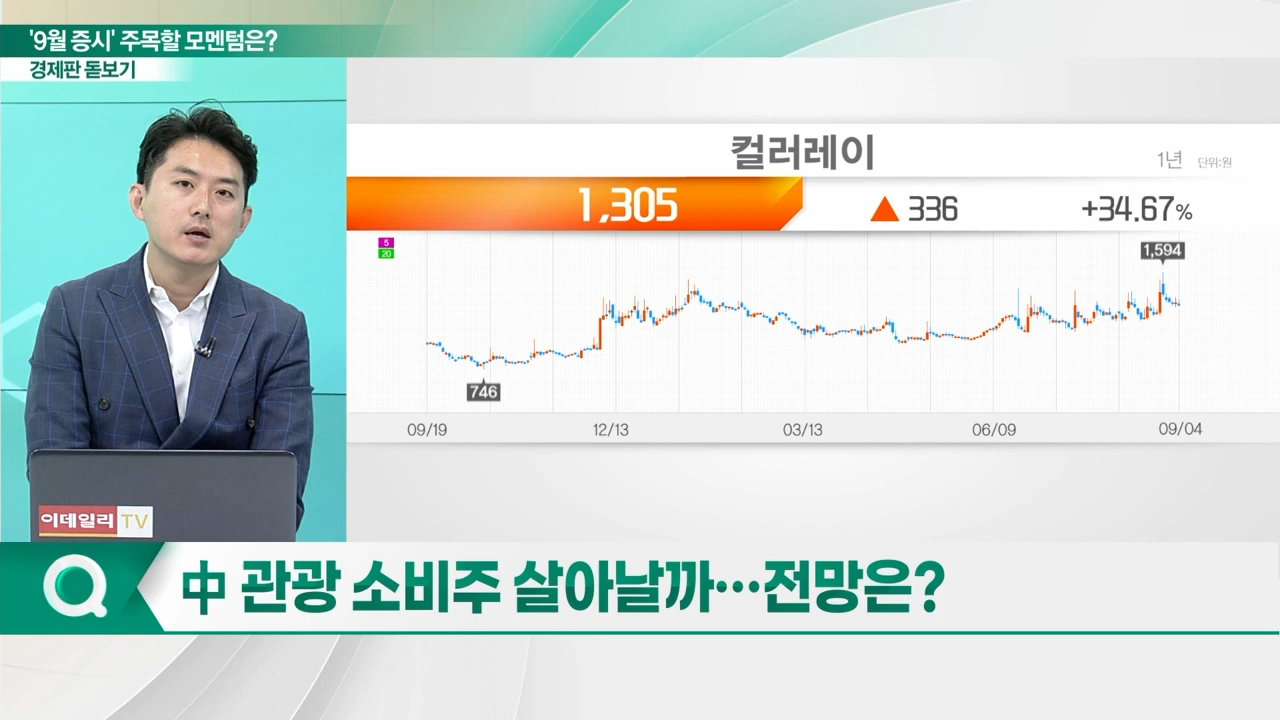 '9월 증시' 주목할 모멘텀은?
경제판 돋보기
컬러레이
1년 단위:원
1,305 ▲ 336 +34.67%
5
20
1,594
746
09/19 12/13 03/13 06/09 09/04
이데일리 TV
中 관광 소비주 살아날까…전망은?